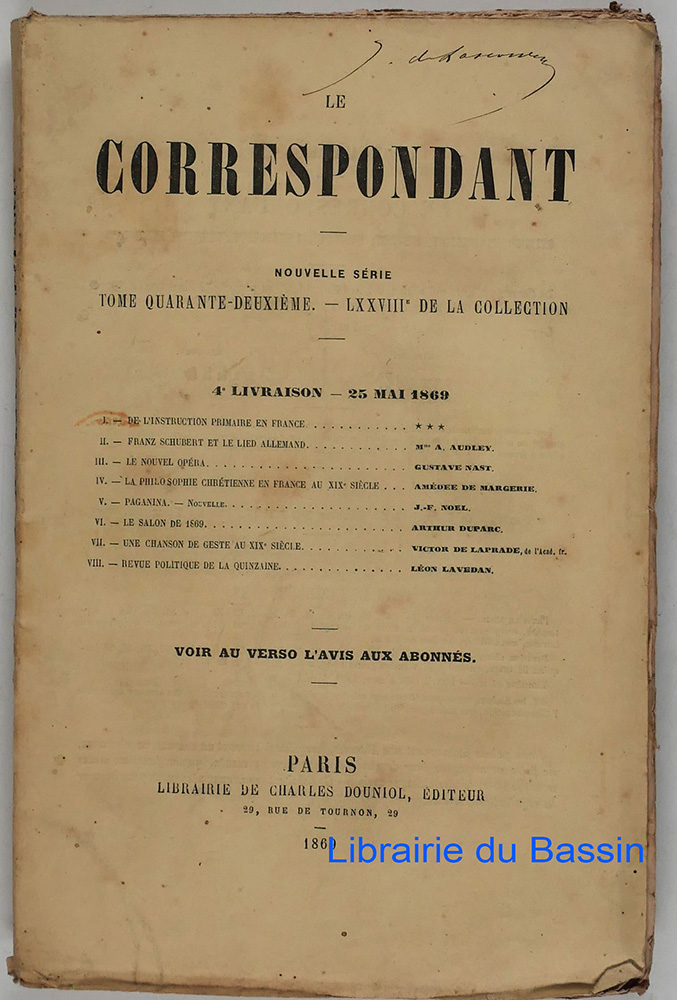 LE
CORRESPONDANT
NOUVELLE SÉRIE
TOME QUARANTE-DEUXIÈME. — LXXVIIIᵉ DE LA COLLECTION
4ᵉ LIVRAISON — 25 MAI 1869
I. — DE L'INSTRUCTION PRIMAIRE EN FRANCE. . . . . . . . . . . . ★ ★ ★
II. — FRANZ SCHUBERT ET LE LIED ALLEMAND. . . . . . . . . . . . Mᵐᵉ A. AUDLEY.
III. — LE NOUVEL OPÉRA. . . . . . . . . . . . . . . . . . . . . . . GUSTAVE NAST.
IV. — LA PHILOSOPHIE CHRÉTIENNE EN FRANCE AU XIXᵉ SIÈCLE . . . AMÉDÉE DE MARGERIE.
V. — PAGANINA. — Nouvelle. . . . . . . . . . . . . . . . . . . . . J.-F. NOEL.
VI. — LE SALON DE 1869. . . . . . . . . . . . . . . . . . . . . . . ARTHUR DUPARC.
VII. — UNE CHANSON DE GESTE AU XIXᵉ SIÈCLE. . . . . . . . . . . . VICTOR DE LAPRADE, de l'Acad. fr.
VIII. — REVUE POLITIQUE DE LA QUINZAINE. . . . . . . . . . . . . . LÉON LAVEDAN.
VOIR AU VERSO L'AVIS AUX ABONNÉS.
PARIS
LIBRAIRIE DE CHARLES DOUNIOL, ÉDITEUR
29, RUE DE TOURNON, 29
1869
Librairie du Bassin